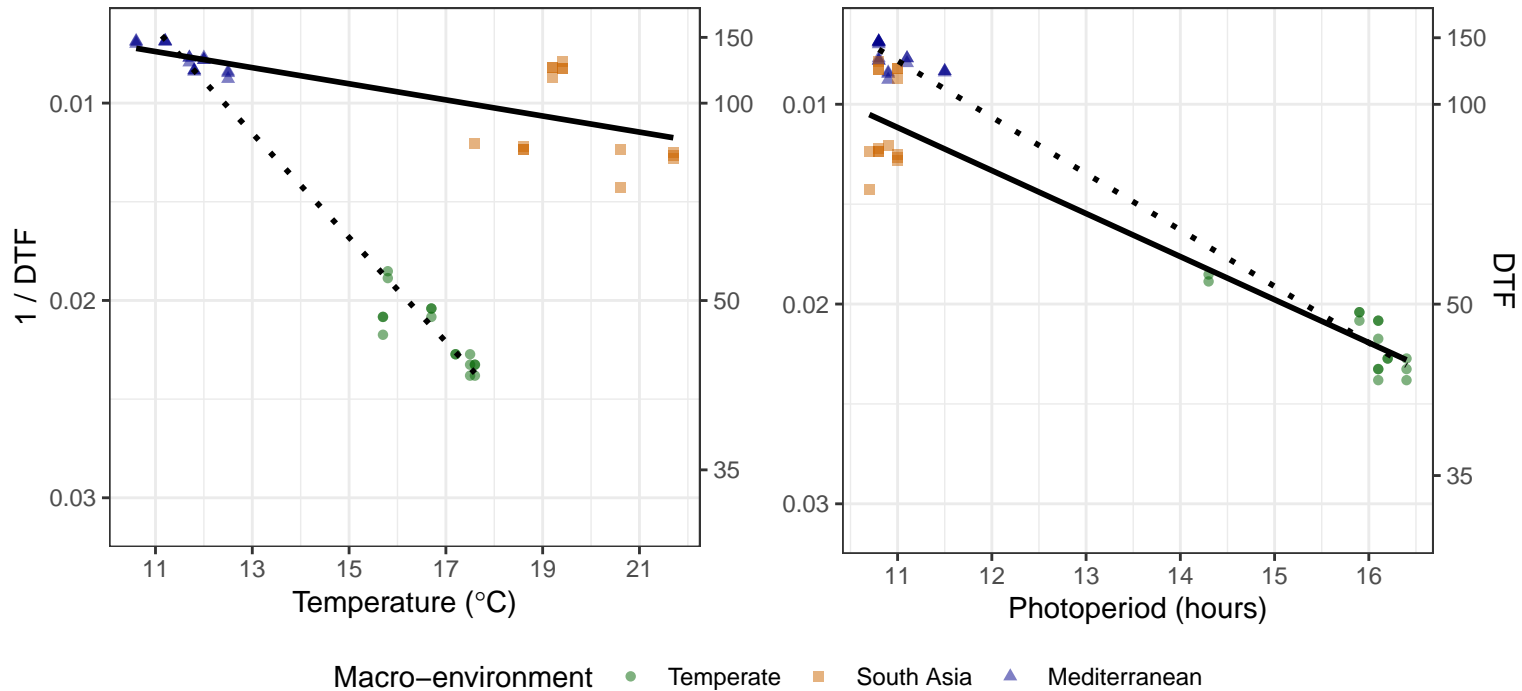 1 / DTF
0.01
0.02
0.03
150
100
50
35
11 13 15 17 19 21
Temperature (°C)
0.01
0.02
0.03
150
100
50
35
DTF
11 12 13 14 15 16
Photoperiod (hours)
Macro−environment Temperate South Asia Mediterranean